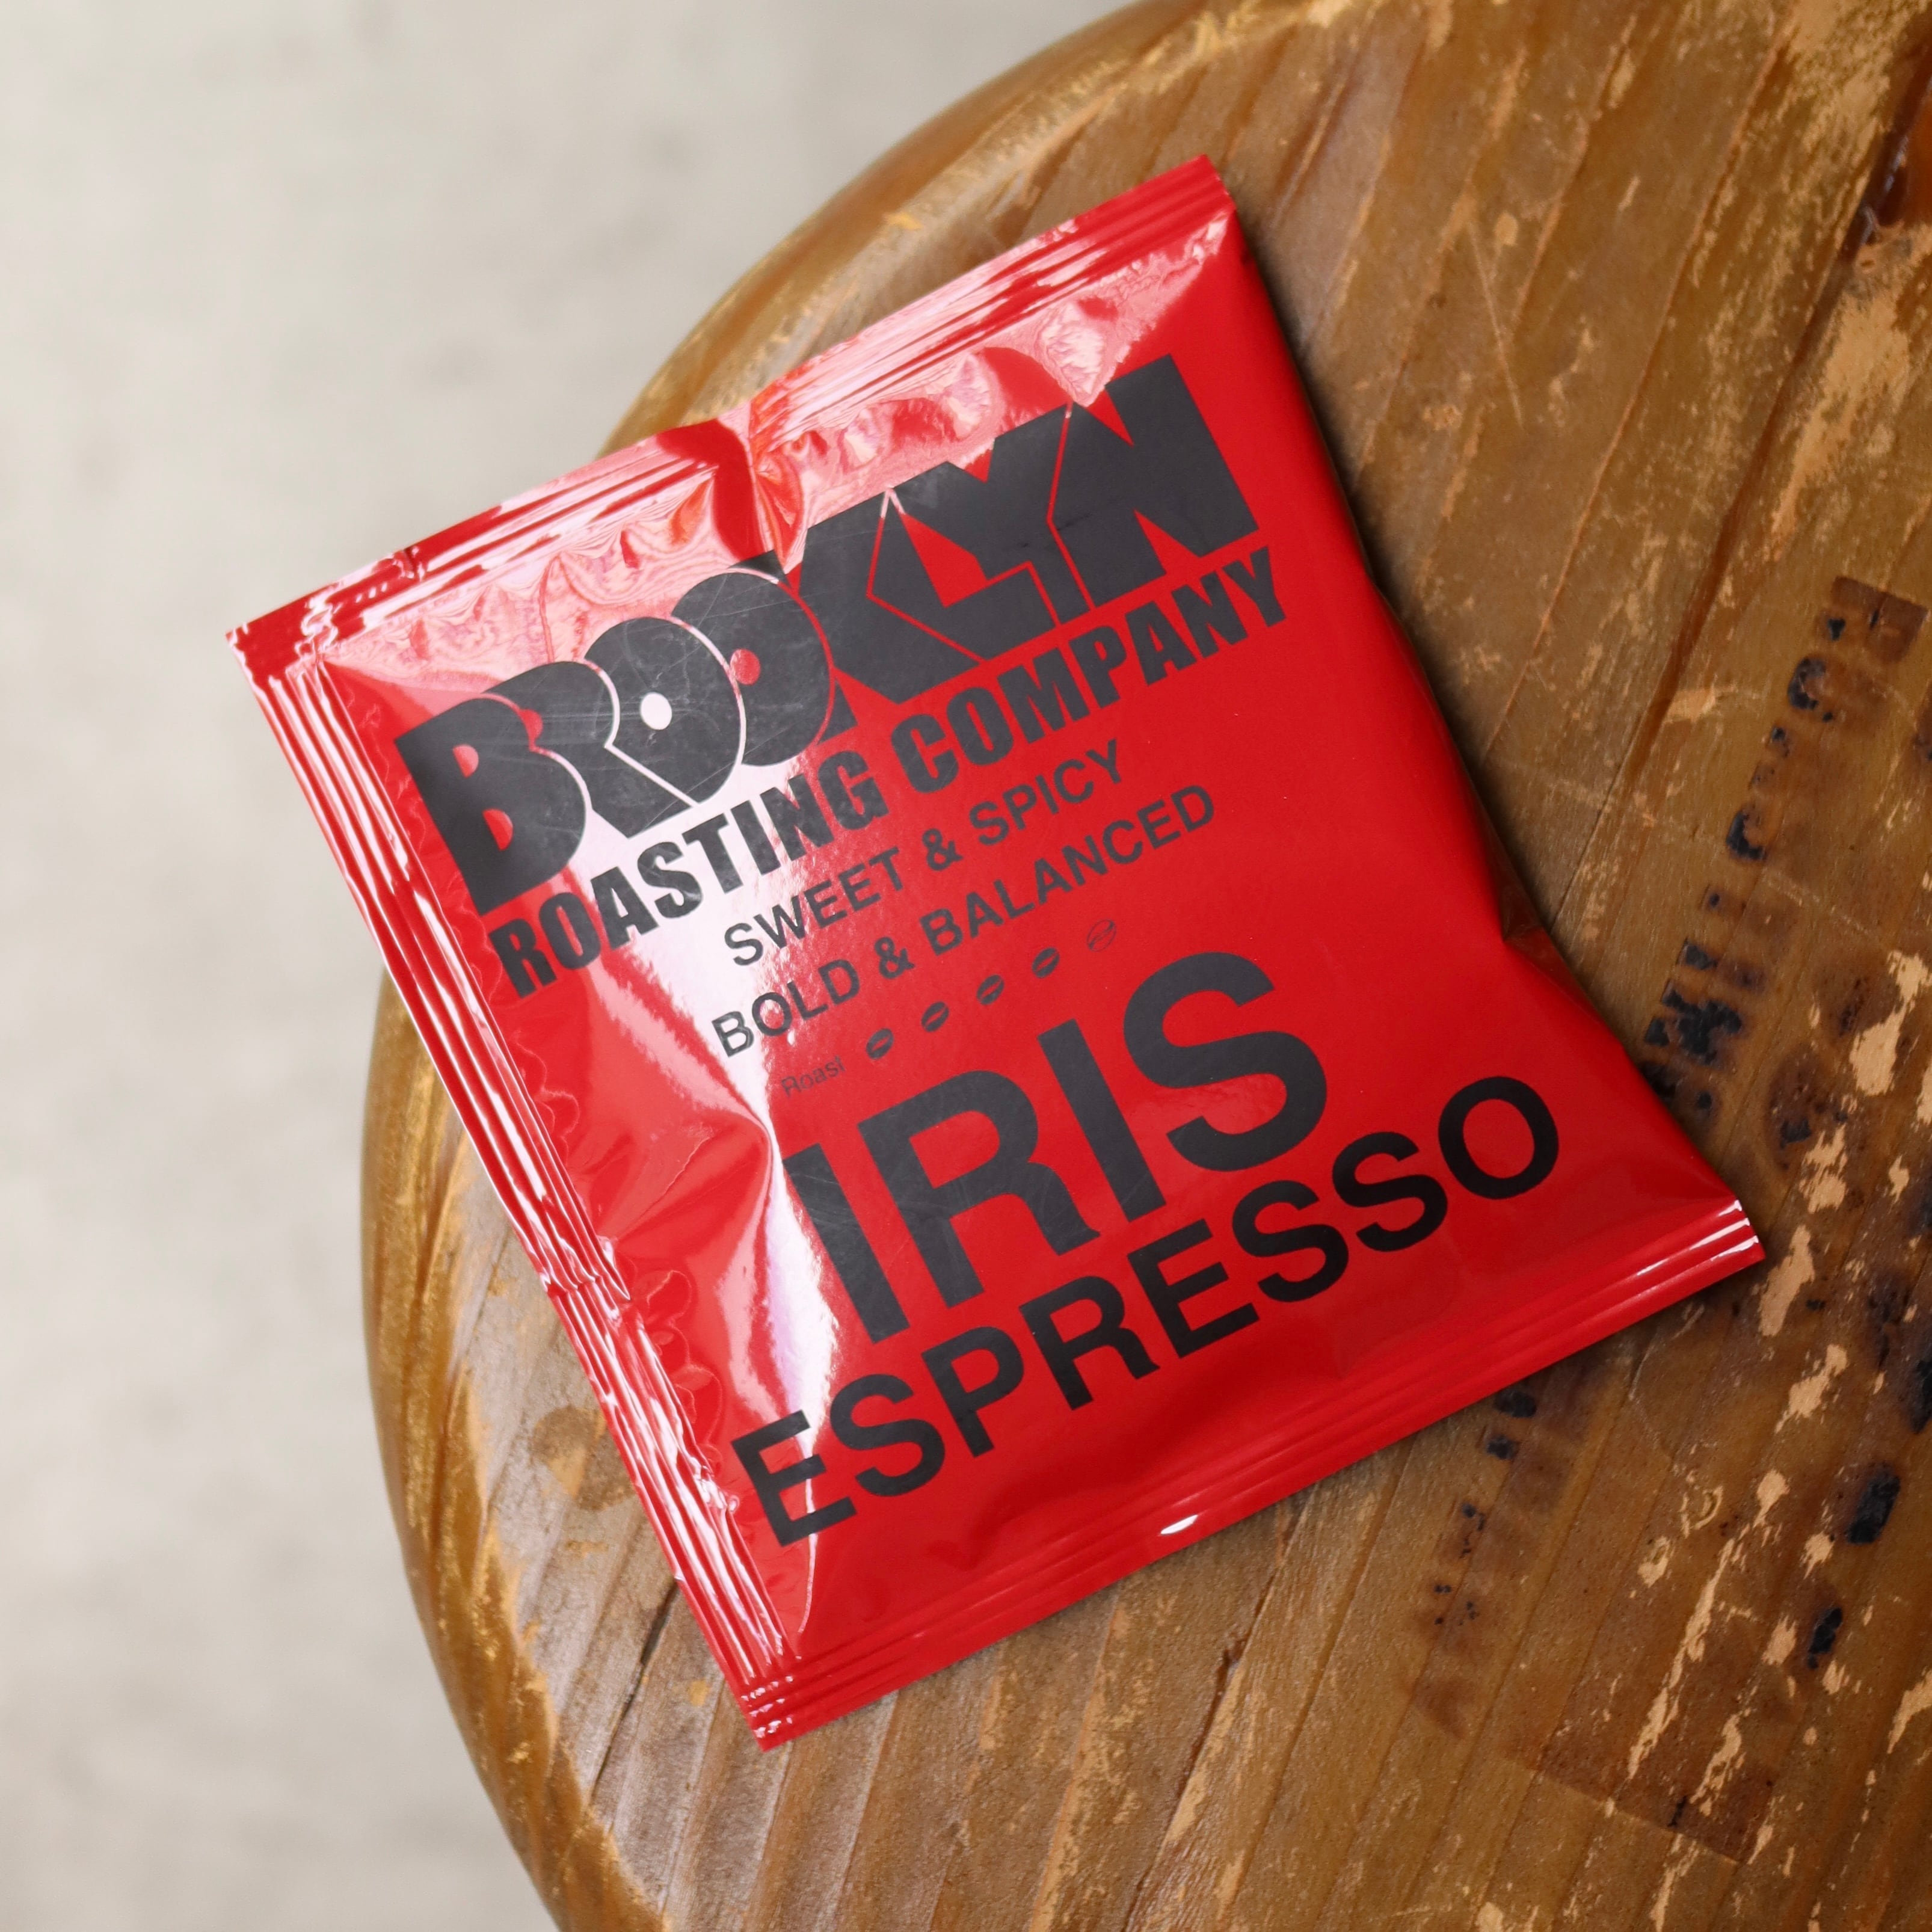 BROOKLYN
ROASTING COMPANY
SWEET & SPICY
BOLD & BALANCED
Roast
IRIS
ESPRESSO